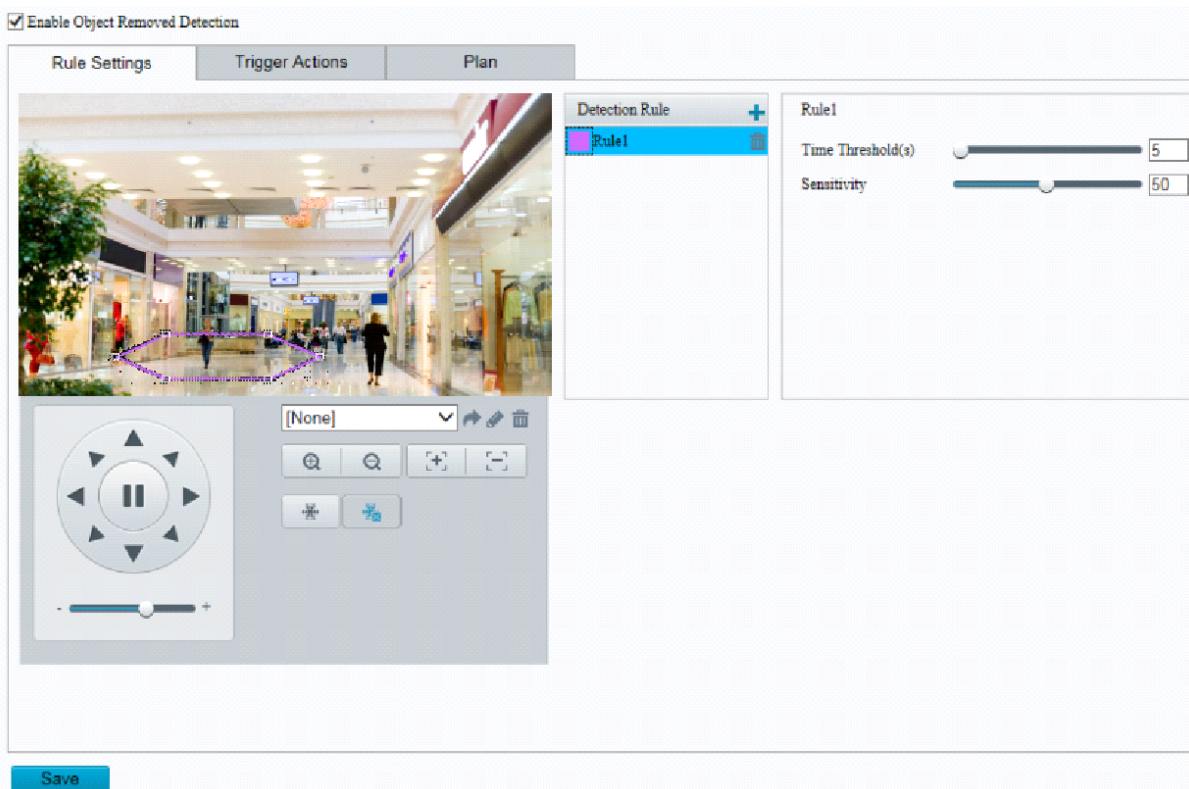 Enable Object Removed Detection
Rule Settings
Trigger Actions
Plan
Detection Rule
Rule1
Rule1
Time Threshold(s)
5
Sensitivity
50
[None]
-
+
Save